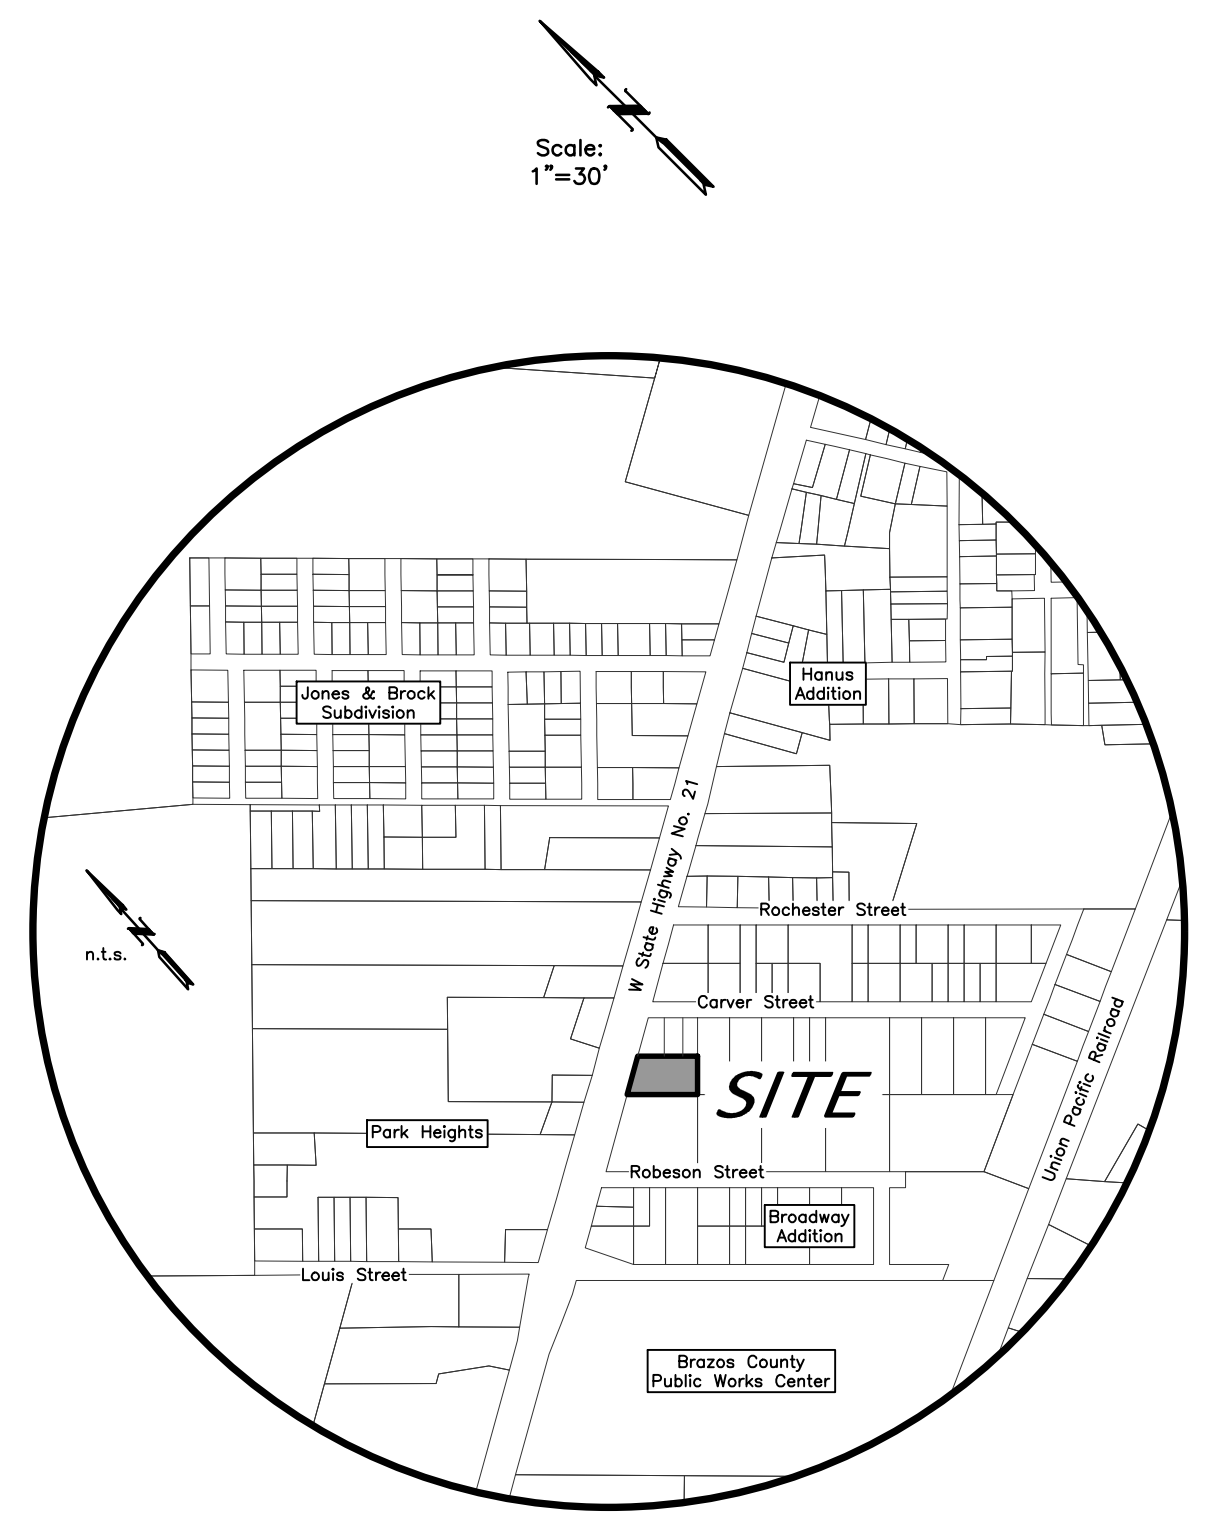 Scale:
1"=30'
Hanus
Addition
Jones & Brock
Subdivision
W State Highway No. 21
Rochester Street
n.t.s.
Carver Street
Union Pacific Railroad
SITE
Park Heights
Robeson Street
Broadway
Addition
Louis Street
Brazos County
Public Works Center